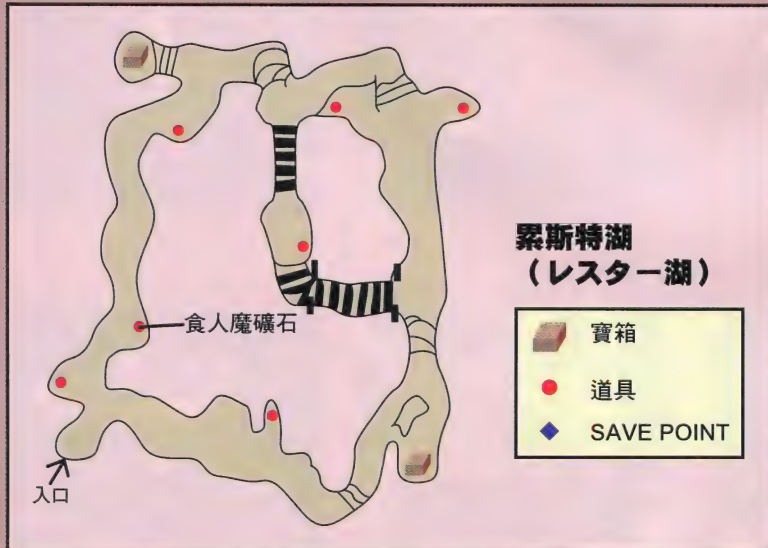 累斯特湖
（レスター湖）
寶箱
道具
SAVE POINT
食人魔礦石
入口